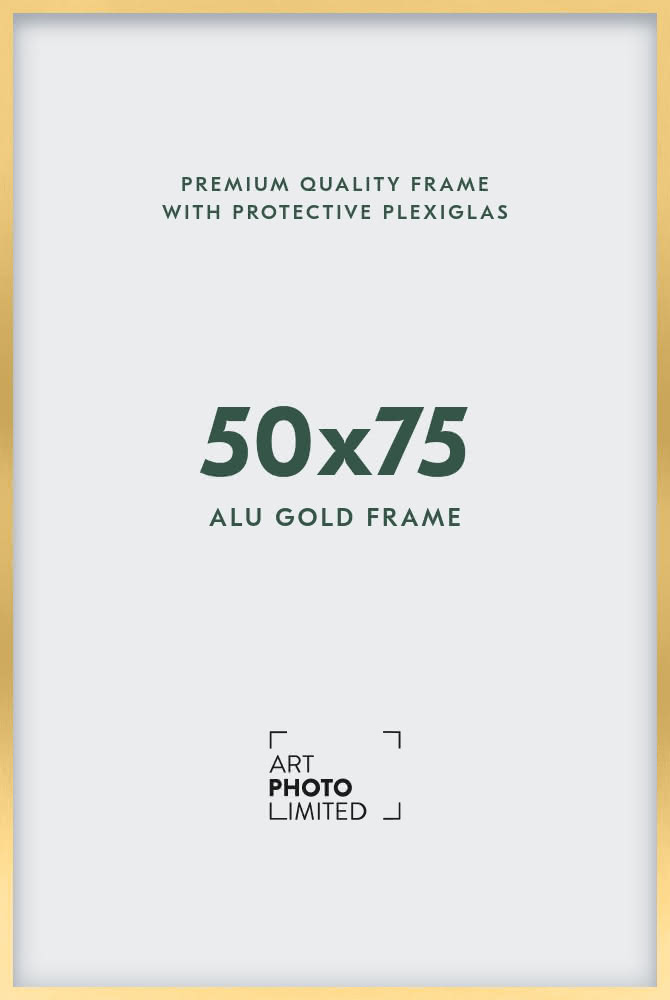 PREMIUM QUALITY FRAME
WITH PROTECTIVE PLEXIGLAS
50x75
ALU GOLD FRAME
ART
PHOTO
LIMITED